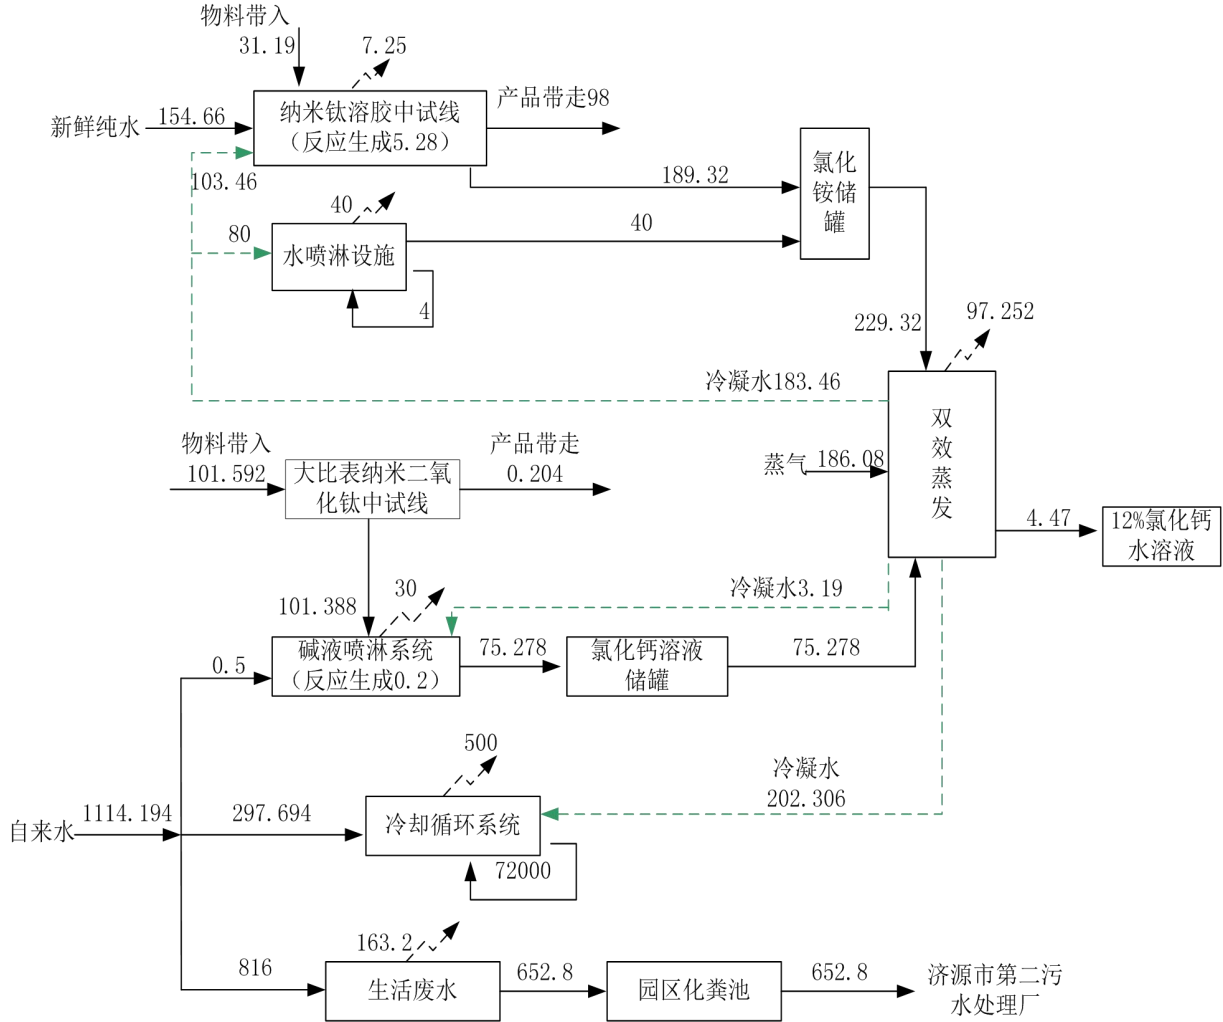 物料带入
31.19
7.25
新鲜纯水
154.66
纳米钛溶胶中试线
（反应生成5.28）
产品带走98
103.46
189.32
氯化
铵储
罐
80
40
水喷淋设施
40
4
229.32
97.252
冷凝水183.46
双
效
蒸
发
蒸气
186.08
物料带入
101.592
大比表纳米二氧
化钛中试线
产品带走
0.204
4.47
12%氯化钙
水溶液
冷凝水3.19
101.388
30
0.5
碱液喷淋系统
（反应生成0.2）
75.278
氯化钙溶液
储罐
75.278
500
冷凝水
202.306
自来水
1114.194
297.694
冷却循环系统
72000
163.2
816
生活废水
652.8
园区化粪池
652.8
济源市第二污
水处理厂